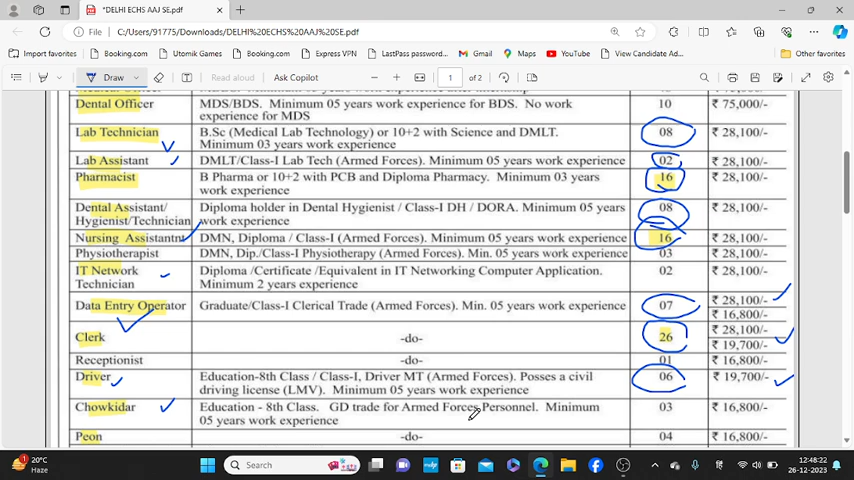 *DELHI ECHS AAJ SE.pdf
File C:/Users/91775/Downloads/DELHI%20ECHS%20AAJ%20SE.pdf
Import favorites Booking.com Utomik Games Booking.com Express VPN LastPass password... Gmail Maps YouTube View Candidate Ad... Other favorites
Draw Read aloud Ask Copilot 1 of 2
Dental Officer MDS/BDS. Minimum 05 years work experience for BDS. No work 10 ₹ 75,000/-
experience for MDS
Lab Technician B.Sc (Medical Lab Technology) or 10+2 with Science and DMLT. 08 ₹ 28,100/-
Minimum 03 years work experience
Lab Assistant DMLT/Class-I Lab Tech (Armed Forces). Minimum 05 years work experience 02 ₹ 28,100/-
Pharmacist B Pharma or 10+2 with PCB and Diploma Pharmacy. Minimum 03 years 16 ₹ 28,100/-
work experience
Dental Assistant/ Diploma holder in Dental Hygienist / Class-I DH / DORA. Minimum 05 years 08 ₹ 28,100/-
Hygienist/Technician work experience
Nursing Assistantnt DMN, Diploma / Class-I (Armed Forces). Minimum 05 years work experience 16 ₹ 28,100/-
Physiotherapist DMN, Dip./Class-I Physiotherapy (Armed Forces). Min. 05 years work experience 03 ₹ 28,100/-
IT Network Diploma /Certificate /Equivalent in IT Networking Computer Application. 02 ₹ 28,100/-
Technician Minimum 2 years experience
Data Entry Operator Graduate/Class-I Clerical Trade (Armed Forces). Min. 05 years work experience 07 ₹ 28,100/-
₹ 16,800/-
Clerk -do- 26 ₹ 28,100/-
₹ 19,700/-
Receptionist -do- 01 ₹ 16,800/-
Driver Education-8th Class / Class-I, Driver MT (Armed Forces). Posses a civil 06 ₹ 19,700/-
driving license (LMV). Minimum 05 years work experience
Chowkidar Education - 8th Class. GD trade for Armed Forces Personnel. Minimum 03 ₹ 16,800/-
05 years work experience
Peon -do- 04 ₹ 16,800/-
20°C
Haze
Search
ENG
IN
12:48:22
26-12-2023